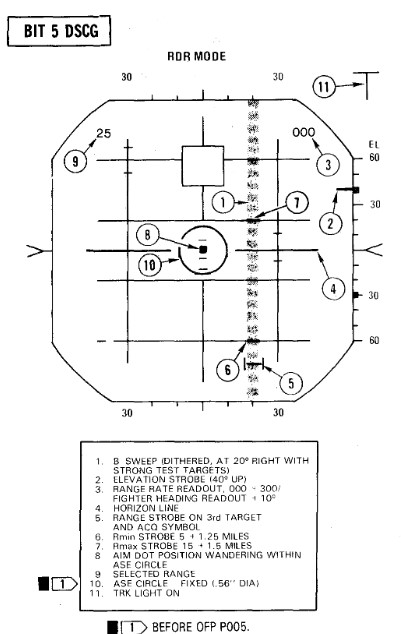 BIT 5 DSCG
RDR MODE
30 30
11
25 000
9 3
EL
60
1 7
2
30
8
10
4
30
6
60
5
30 30
1. B SWEEP (DITHERED, AT 20° RIGHT WITH
STRONG TEST TARGETS)
2. ELEVATION STROBE (40° UP)
3. RANGE RATE READOUT, 000 - 300/
FIGHTER HEADING READOUT + 10°
4. HORIZON LINE
5. RANGE STROBE ON 3rd TARGET
AND ACQ SYMBOL
6. Rmin STROBE 5 + 1.25 MILES
7. Rmax STROBE 15 + 1.5 MILES
8 AIM DOT POSITION WANDERING WITHIN
ASE CIRCLE
9 SELECTED RANGE
1 10. ASE CIRCLE FIXED (.56" DIA)
11. TRK LIGHT ON
1 BEFORE OFP P005.